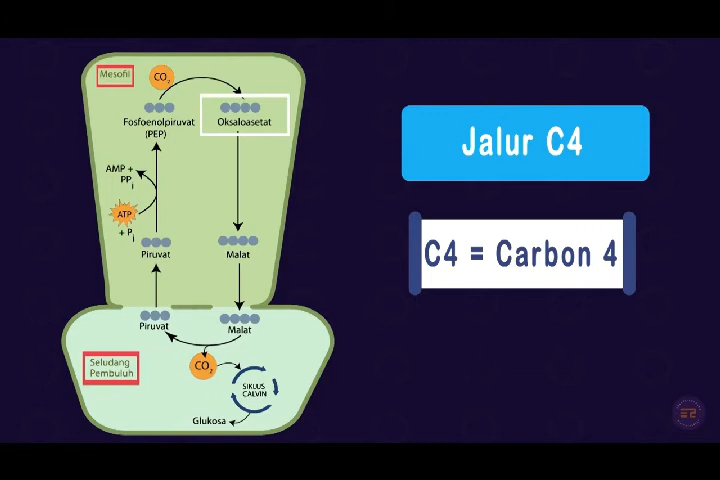 Mesofil
CO2
Fosfoenolpiruvat
(PEP)
Oksaloasetat
AMP +
PPi
ATP
+ Pi
Piruvat
Malat
Piruvat
Malat
Seludang
Pembuluh
CO2
SIKLUS
CALVIN
Glukosa
Jalur C4
C4 = Carbon 4